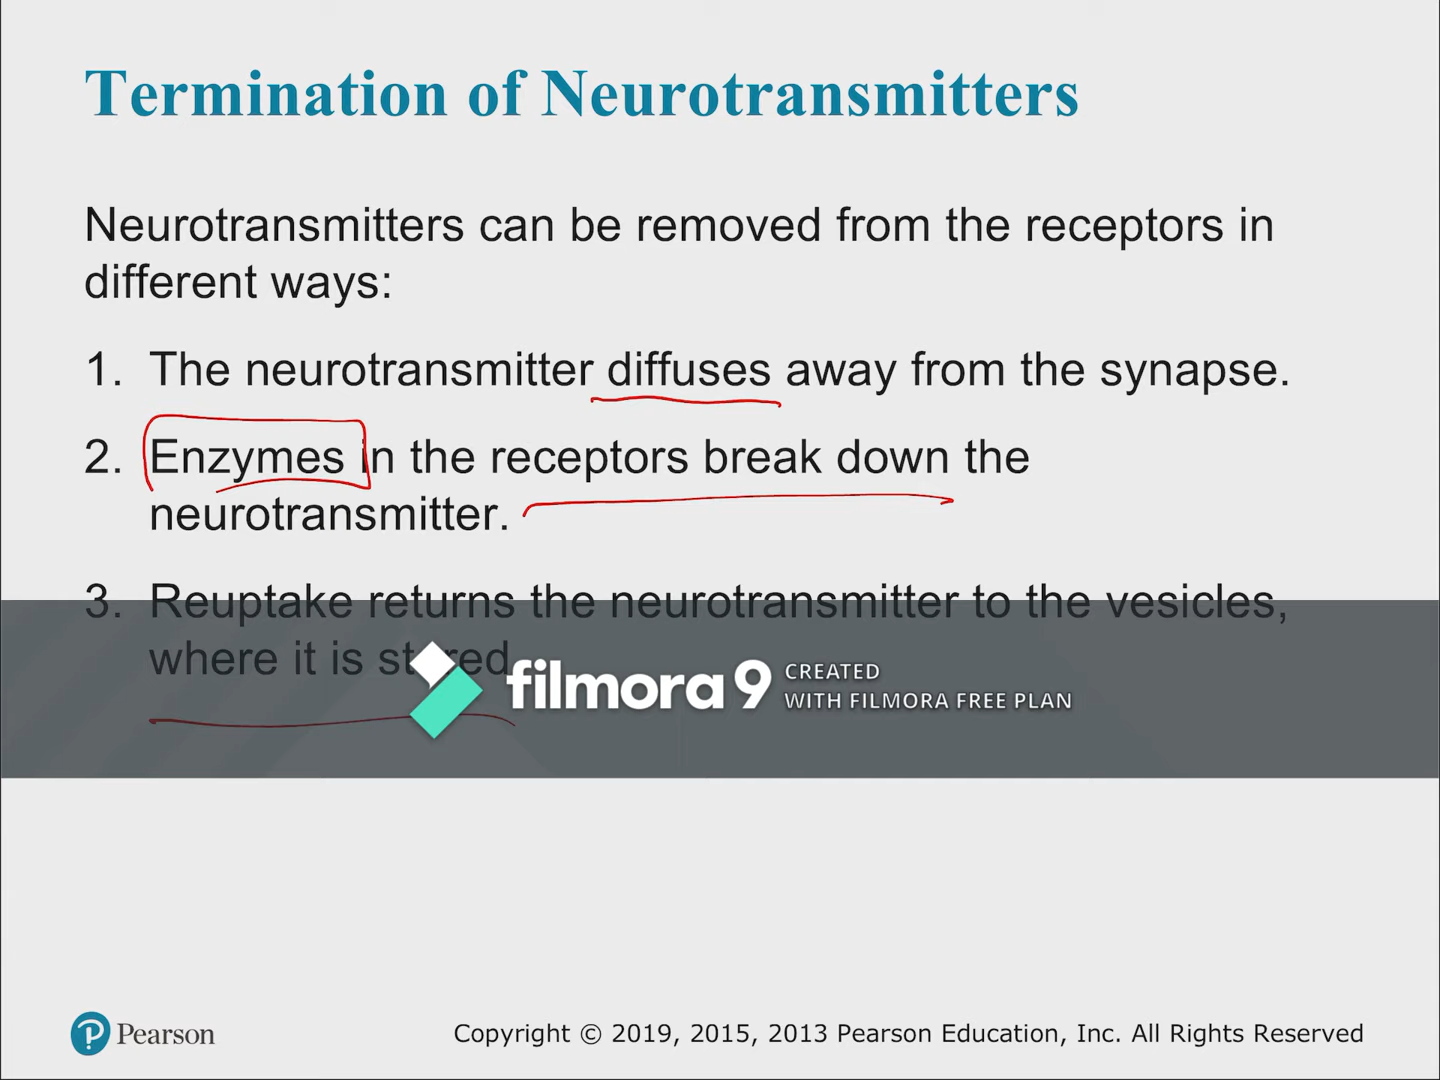 Termination of Neurotransmitters
Neurotransmitters can be removed from the receptors in
different ways:
1. The neurotransmitter diffuses away from the synapse.
2. Enzymes in the receptors break down the
neurotransmitter.
3. Reuptake returns the neurotransmitter to the vesicles,
where it is stored
filmora 9 CREATED
WITH FILMORA FREE PLAN
Pearson
Copyright © 2019, 2015, 2013 Pearson Education, Inc. All Rights Reserved